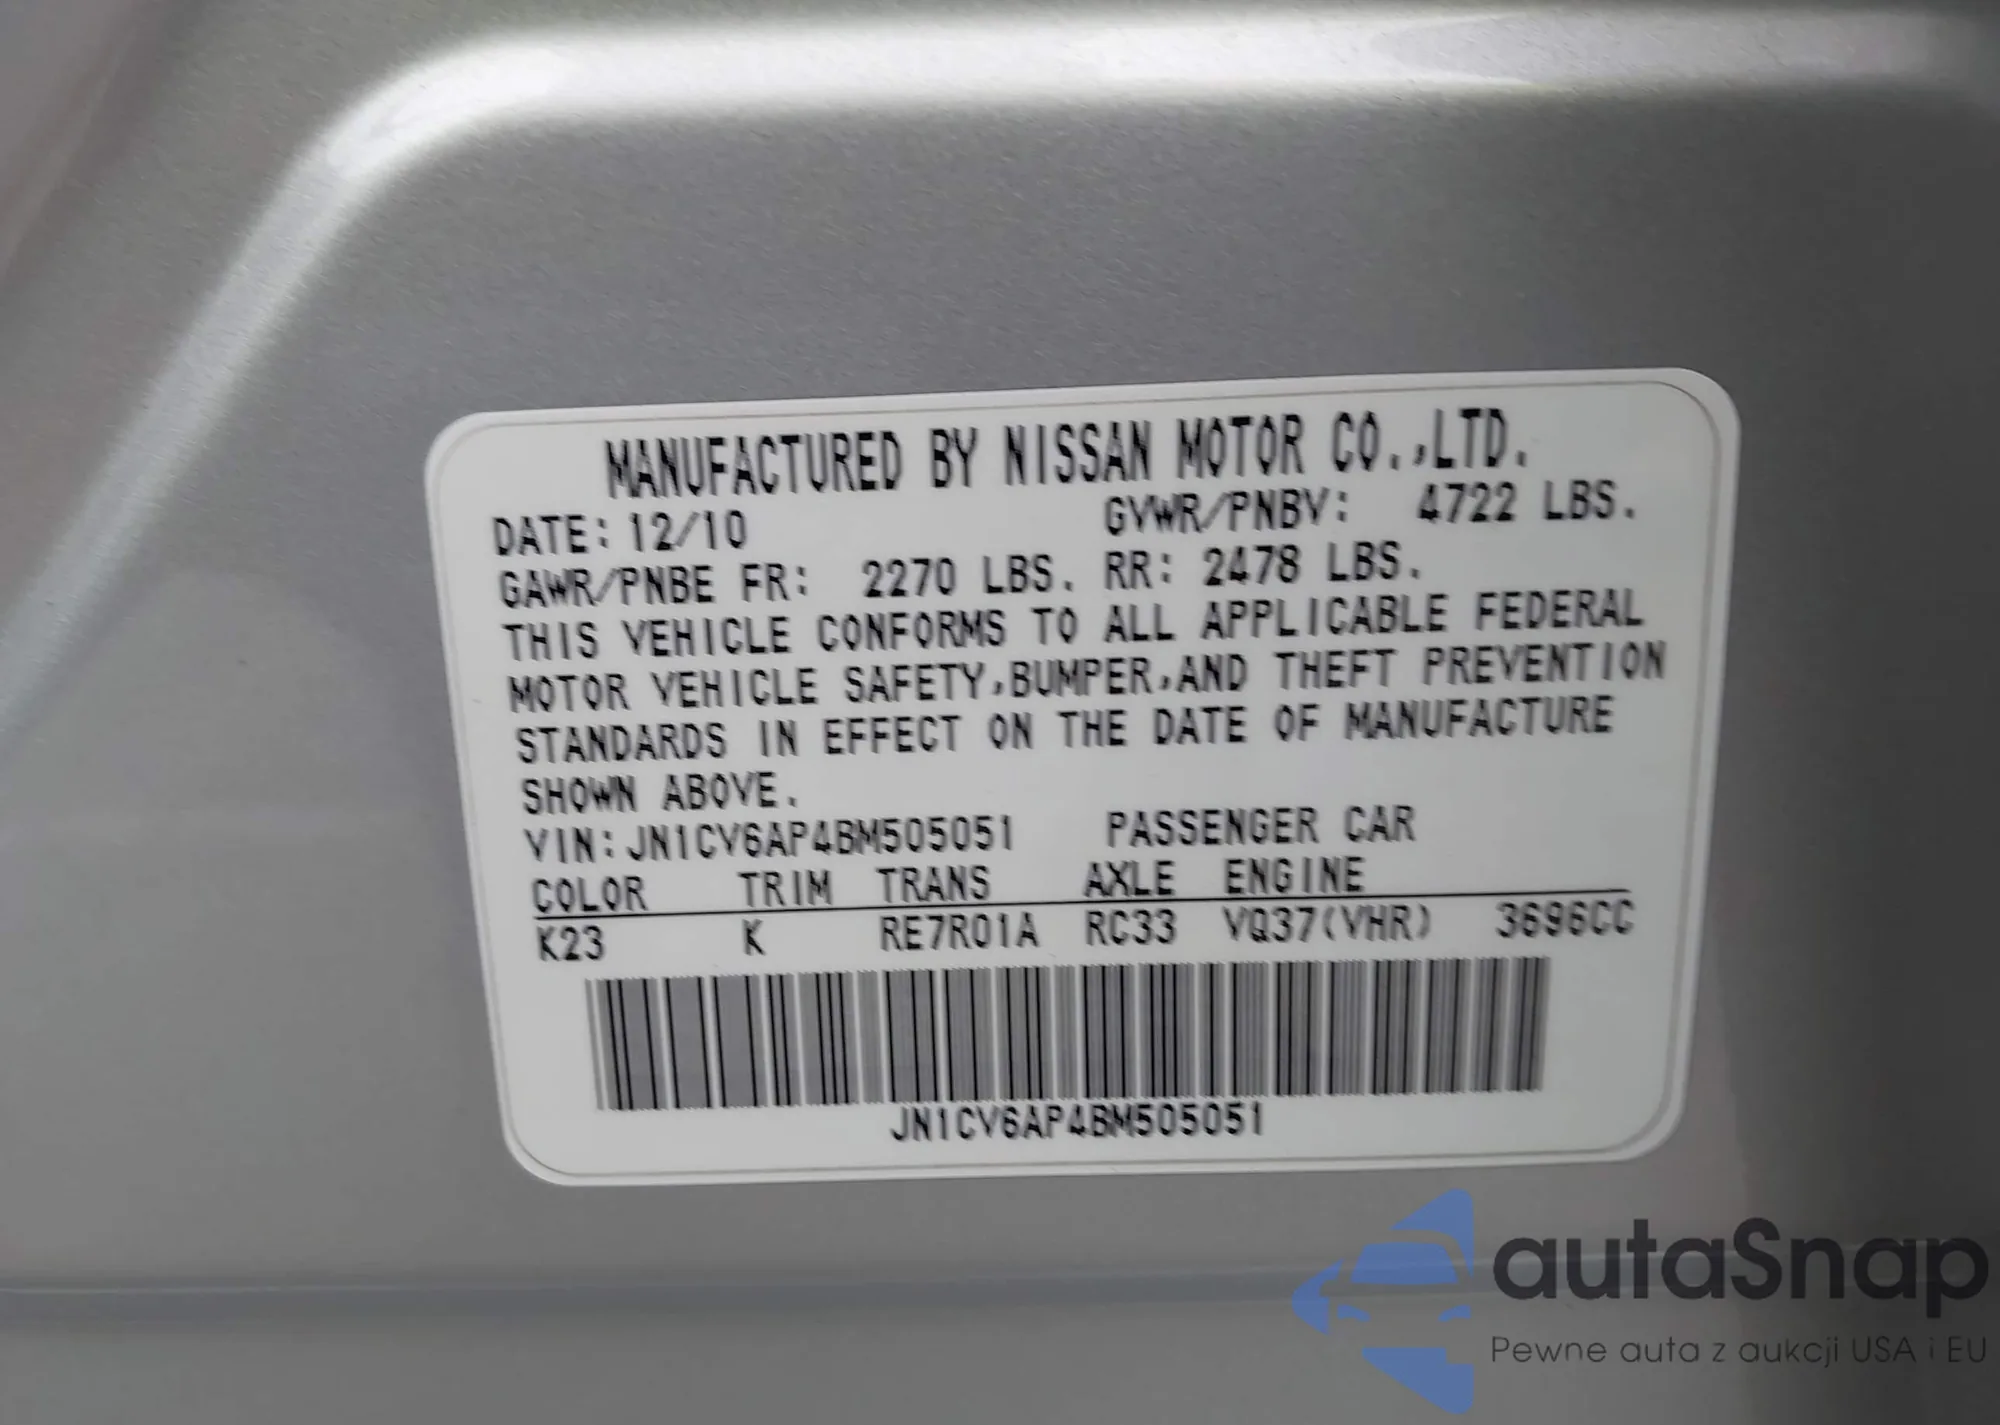 MANUFACTURED BY NISSAN MOTOR CO.,LTD.
DATE: 12/10 GVWR/PNBV: 4722 LBS.
GAWR/PNBE FR: 2270 LBS. RR: 2478 LBS.
THIS VEHICLE CONFORMS TO ALL APPLICABLE FEDERAL
MOTOR VEHICLE SAFETY,BUMPER,AND THEFT PREVENTION
STANDARDS IN EFFECT ON THE DATE OF MANUFACTURE
SHOWN ABOVE.
VIN:JN1CV6AP4BM505051 PASSENGER CAR
COLOR TRIM TRANS AXLE ENGINE
K23 K RE7R01A RC33 VQ37(VHR) 3696CC
JN1CV6AP4BM505051
autaSnap
Pewne auta z aukcji USA i EU